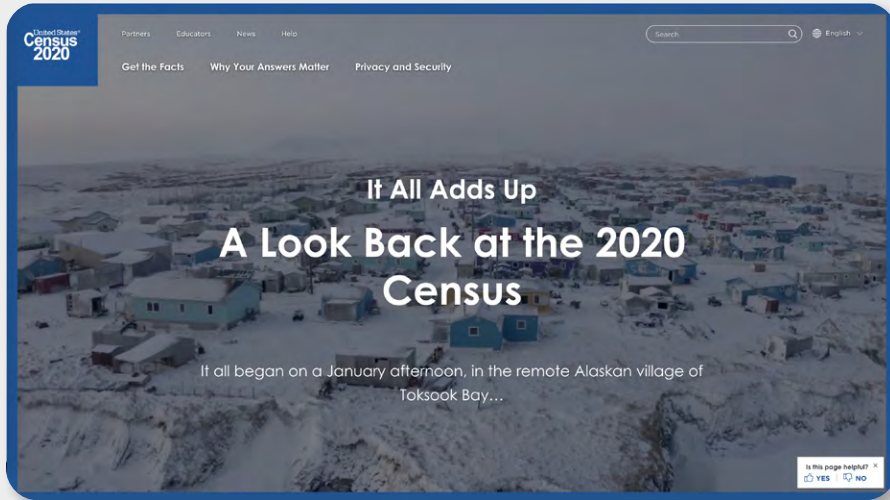 United States®
Census
2020
Partners Educators News Help
Search
English
Get the Facts Why Your Answers Matter Privacy and Security
It All Adds Up
A Look Back at the 2020
Census
It all began on a January afternoon, in the remote Alaskan village of
Toksook Bay...
Is this page helpful? ×
YES NO